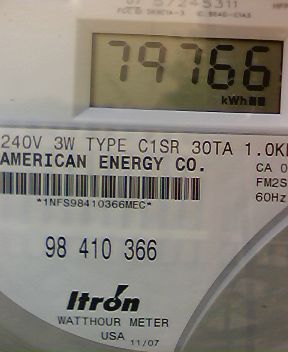 79766
kWh
240V 3W TYPE C1SR 30TA 1.0K
AMERICAN ENERGY CO.
CA 0
*1NFS98410366MEC*
FM2S
60Hz
98 410 366
Itron
WATTHOUR METER
USA 11/07